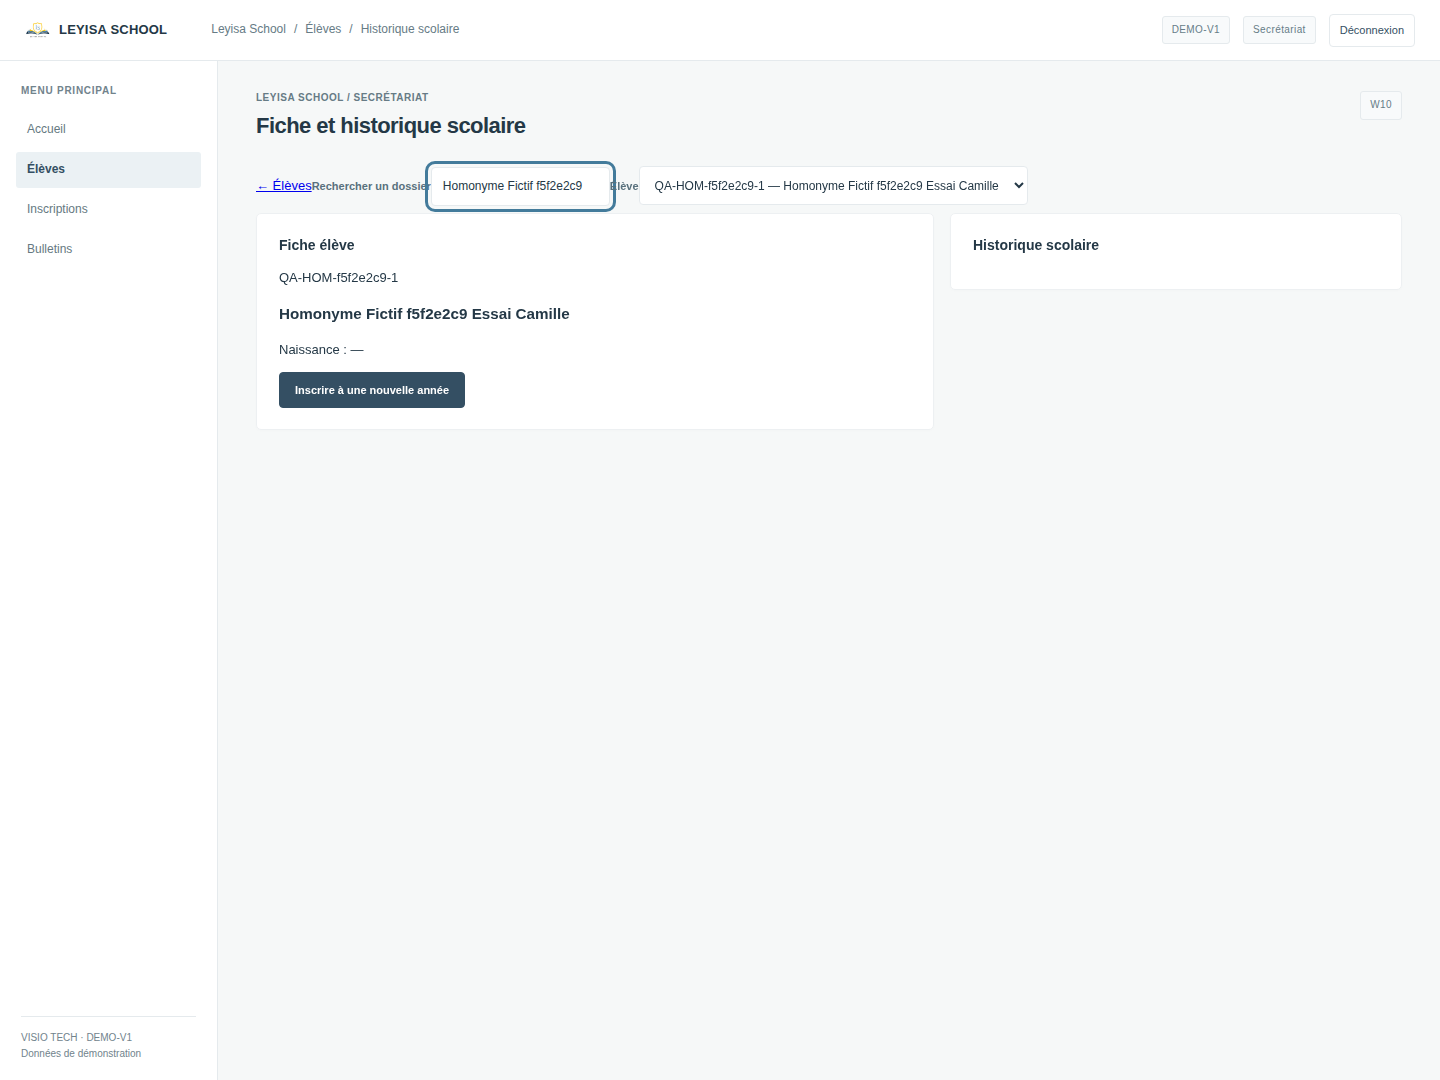 LEYISA SCHOOL
Leyisa School / Élèves / Historique scolaire
DEMO-V1
Secrétariat
Déconnexion
MENU PRINCIPAL
Accueil
Élèves
Inscriptions
Bulletins
LEYISA SCHOOL / SECRÉTARIAT
W10
Fiche et historique scolaire
← Élèves Rechercher un dossier Homonyme Fictif f5f2e2c9 Élève QA-HOM-f5f2e2c9-1 — Homonyme Fictif f5f2e2c9 Essai Camille
Fiche élève
QA-HOM-f5f2e2c9-1
Homonyme Fictif f5f2e2c9 Essai Camille
Naissance : —
Inscrire à une nouvelle année
Historique scolaire
VISIO TECH · DEMO-V1
Données de démonstration